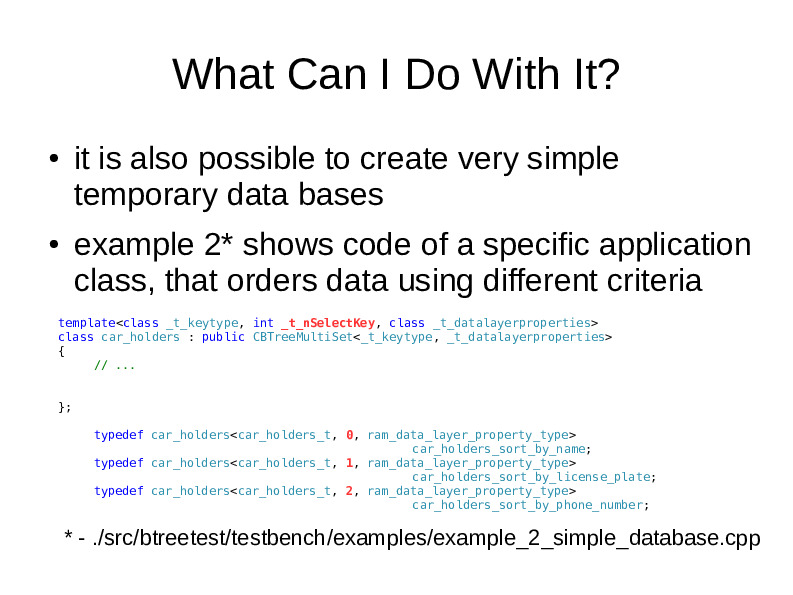 What Can I Do With It?
• it is also possible to create very simple
temporary data bases
• example 2* shows code of a specific application
class, that orders data using different criteria
template<class _t_keytype, int _t_nSelectKey, class _t_datalayerproperties>
class car_holders : public CBTreeMultiSet<_t_keytype, _t_datalayerproperties>
{
// ...
};
typedef car_holders<car_holders_t, 0, ram_data_layer_property_type>
car_holders_sort_by_name;
typedef car_holders<car_holders_t, 1, ram_data_layer_property_type>
car_holders_sort_by_license_plate;
typedef car_holders<car_holders_t, 2, ram_data_layer_property_type>
car_holders_sort_by_phone_number;
* - ./src/btreetest/testbench/examples/example_2_simple_database.cpp